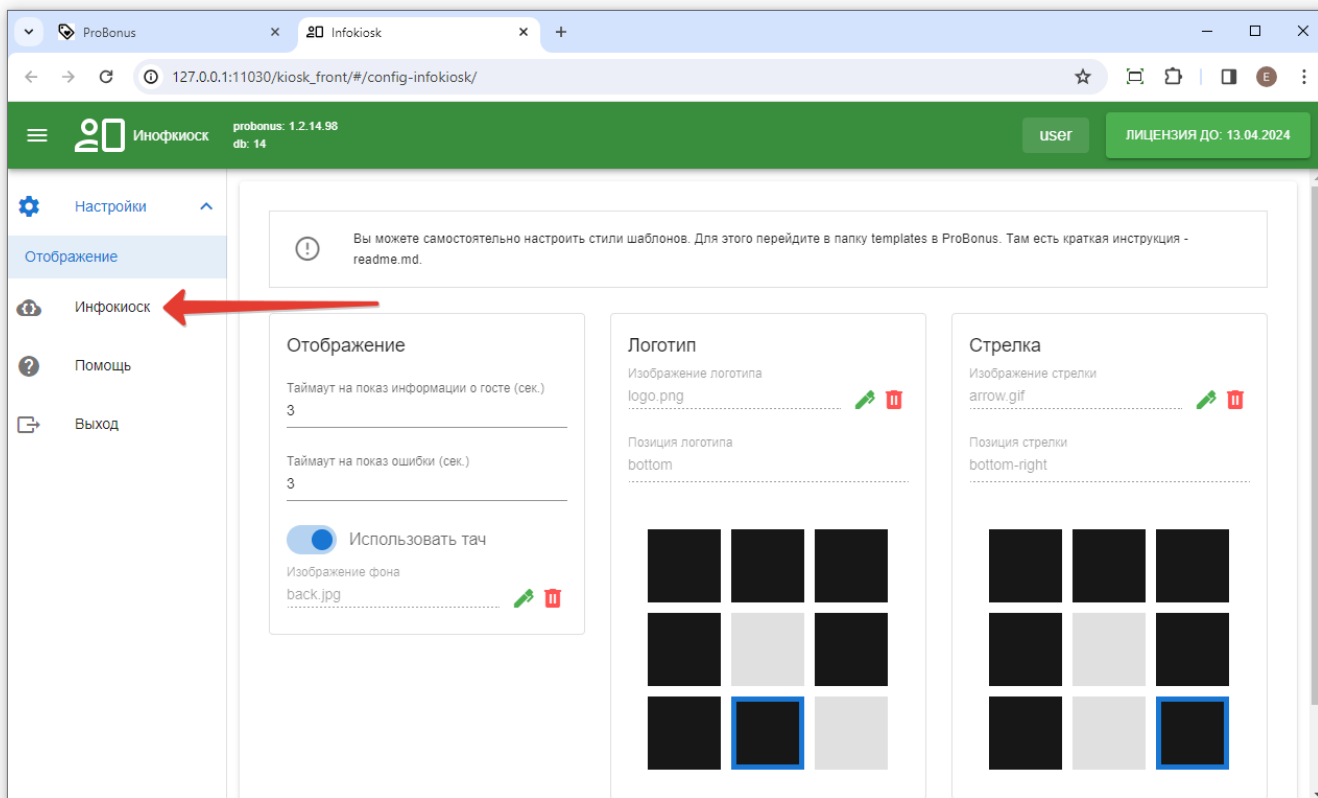 ProBonus
Infokiosk
127.0.0.1:11030/kiosk_front/#/config-infokiosk/
E
Инофкиоск
probonus: 1.2.14.98
db: 14
user
ЛИЦЕНЗИЯ ДО: 13.04.2024
Настройки
Отображение
Инфокиоск
Помощь
Выход
Вы можете самостоятельно настроить стили шаблонов. Для этого перейдите в папку templates в ProBonus. Там есть краткая инструкция -
readme.md.
Отображение
Таймаут на показ информации о госте (сек.)
3
Таймаут на показ ошибки (сек.)
3
Использовать тач
Изображение фона
back.jpg
Логотип
Изображение логотипа
logo.png
Позиция логотипа
bottom
Стрелка
Изображение стрелки
arrow.gif
Позиция стрелки
bottom-right